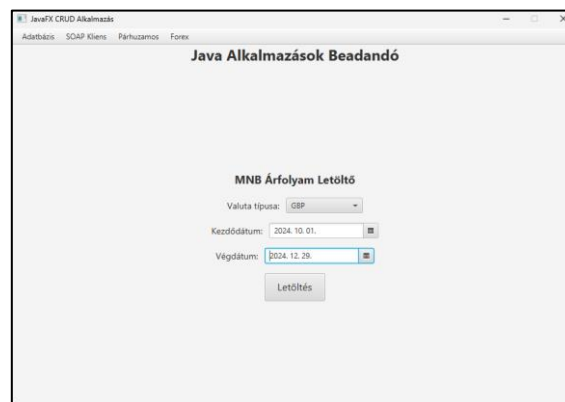 JavaFX CRUD Alkalmazás
Adatbázis SOAP Kliens Párhuzamos Forex
Java Alkalmazások Beadandó
MNB Árfolyam Letöltő
Valuta típusa: GBP
Kezdődátum: 2024. 10. 01.
Végdátum: 2024. 12. 29.
Letöltés